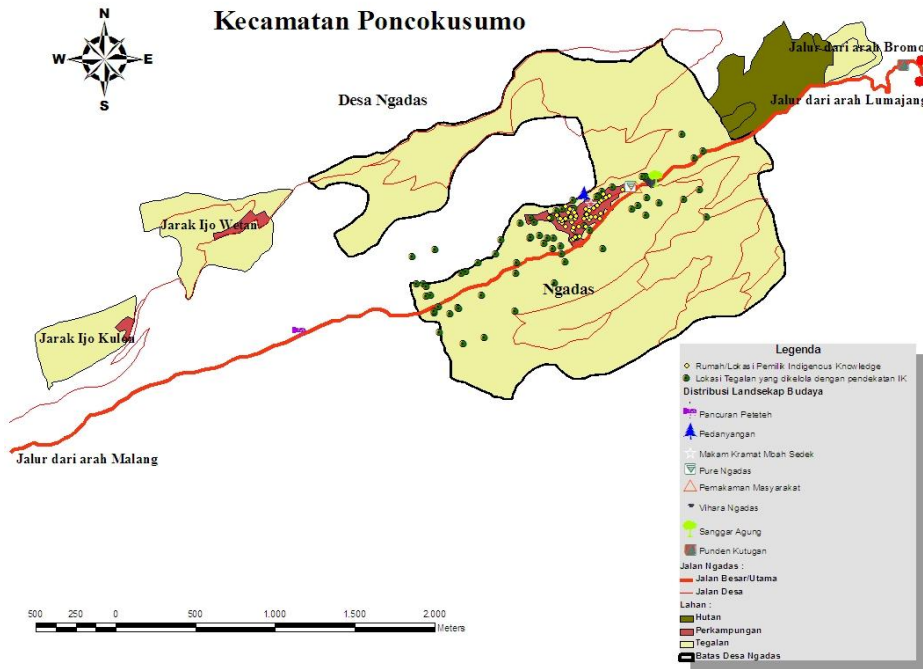 Kecamatan Poncokusumo
N
W
E
S
Jalur dari arah Bromo
Desa Ngadas
Jalur dari arah Lumajang
Jarak Ijo Wetan
Ngadas
Jarak Ijo Kulon
Jalur dari arah Malang
Legenda
Rumah/Lokasi Pemilik Indigenous Knowledge
Lokasi Tegalan yang dikelola dengan pendekatan IK
Distribusi Landsekap Budaya
Pancuran Peteteh
Pedanyangan
Makam Kramat Mbah Sedek
Pure Ngadas
Pemakaman Masyarakat
Vihara Ngadas
Sanggar Agung
Punden Kutugan
Jalan Ngadas :
Jalan Besar/Utama
Jalan Desa
Lahan :
Hutan
Perkampungan
Tegalan
Batas Desa Ngadas
500 250 0 500 1.000 1.500 2.000
Meters